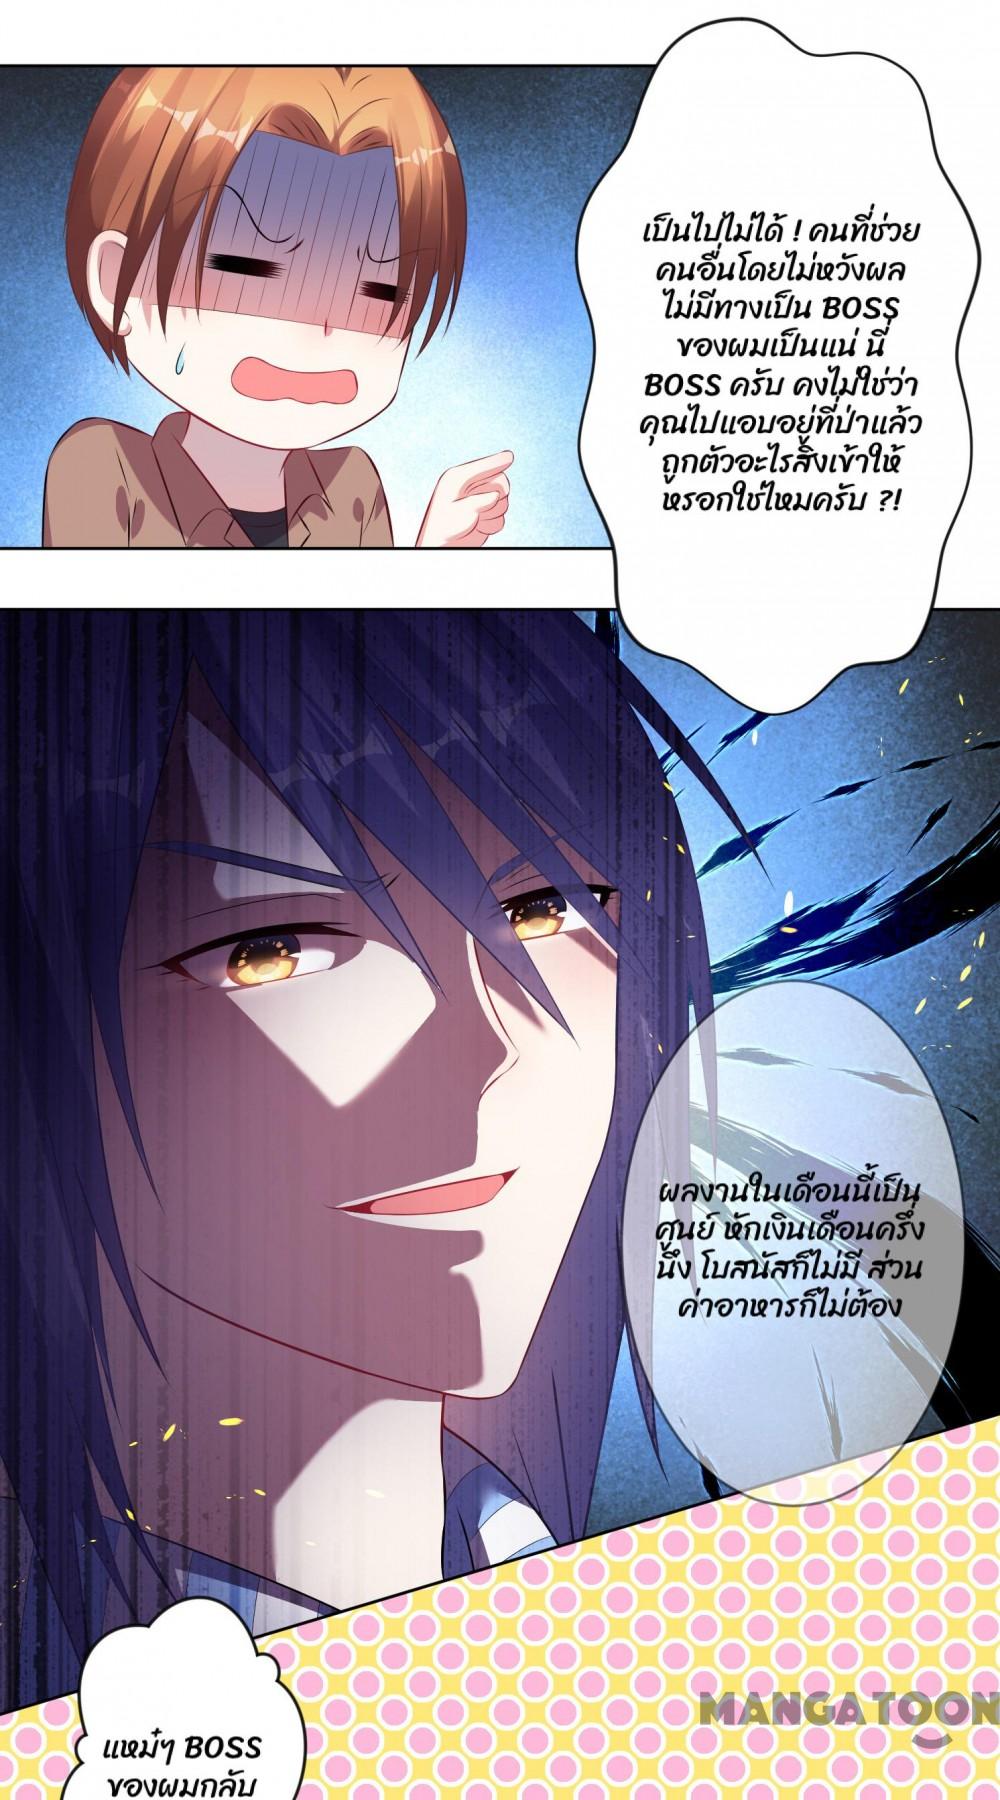 เป็นไปไม่ได้ ! คนที่ช่วย
คนอื่นโดยไม่หวังผล
ไม่มีทางเป็น BOSS
ของผมเป็นแน่ นี่
BOSS ครับ คงไม่ใช่ว่า
คุณไปแอบอยู่ที่ป่าแล้ว
ถูกตัวอะไรสิงเข้าให้
หรอกใช่ไหมครับ ?!
ผลงานในเดือนนี้เป็น
ศูนย์ หักเงินเดือนครึ่ง
นึง โบสนัสก็ไม่มี ส่วน
ค่าอาหารก็ไม่ต้อง
MANGATOON
แหม๋ๆ BOSS
ของผมกลับ